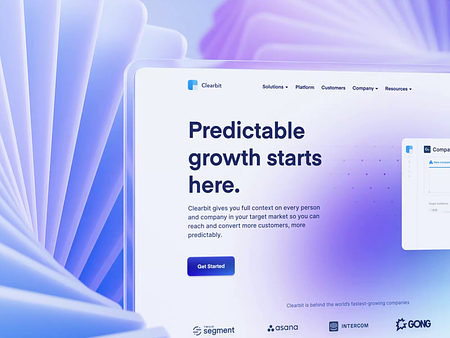 Clearbit
Solutions Platform Customers Company Resources
Predictable
growth starts
here.
Clearbit gives you full context on every person
and company in your target market so you can
reach and convert more customers, more
predictably.
Get Started
Clearbit is behind the world's fastest-growing companies
segment
asana
INTERCOM
GONG